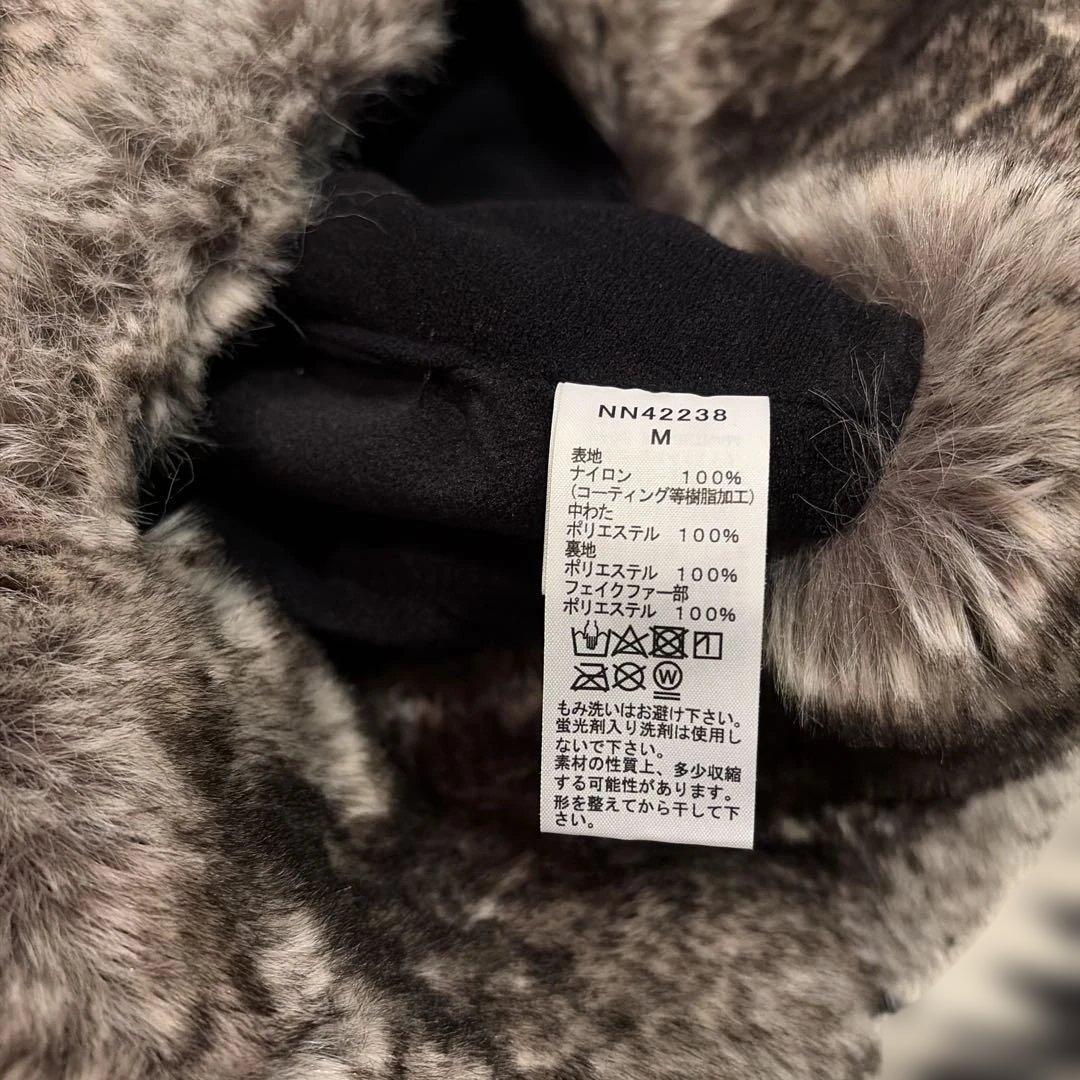 NN42238
M
表地
ナイロン 100%
(コーティング等樹脂加工)
中わた
ポリエステル 100%
裏地
ポリエステル 100%
フェイクファー部
ポリエステル 100%
W
もみ洗いはお避け下さい。
蛍光剤入り洗剤は使用し
ないで下さい。
素材の性質上、多少収縮
する可能性があります。
形を整えてから干して下
さい。